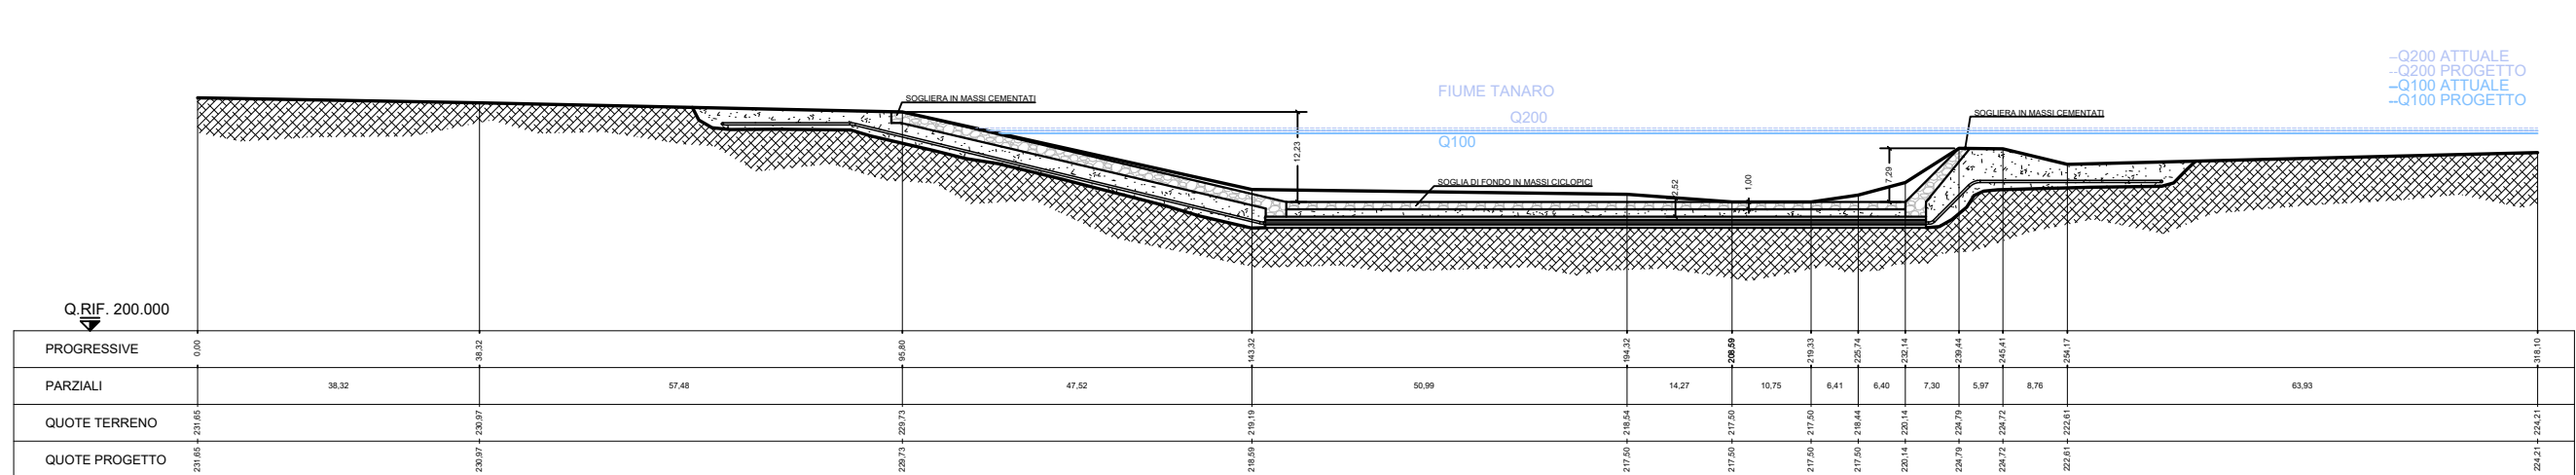 –Q200 ATTUALE
--Q200 PROGETTO
–Q100 ATTUALE
--Q100 PROGETTO
FIUME TANARO
SOGLIERA IN MASSI CEMENTATI
Q200
SOGLIERA IN MASSI CEMENTATI
Q100
12,23
7,29
SOGLIA DI FONDO IN MASSI CICLOPICI
2,52
1,00
Q.RIF. 200.000
PROGRESSIVE 0,00 38,32 95,80 143,32 194,32 219,33 225,74 232,14 239,44 245,41 254,17 318,10
PARZIALI 38,32 57,48 47,52 50,99 14,27 10,75 6,41 6,40 7,30 5,97 8,76 63,93
QUOTE TERRENO 231,65 230,97 229,73 219,19 218,54 217,50 217,50 218,44 220,14 224,79 224,72 222,61 224,21
QUOTE PROGETTO 231,65 230,97 229,73 218,59 217,50 217,50 217,50 217,50 220,14 224,79 224,72 222,61 224,21